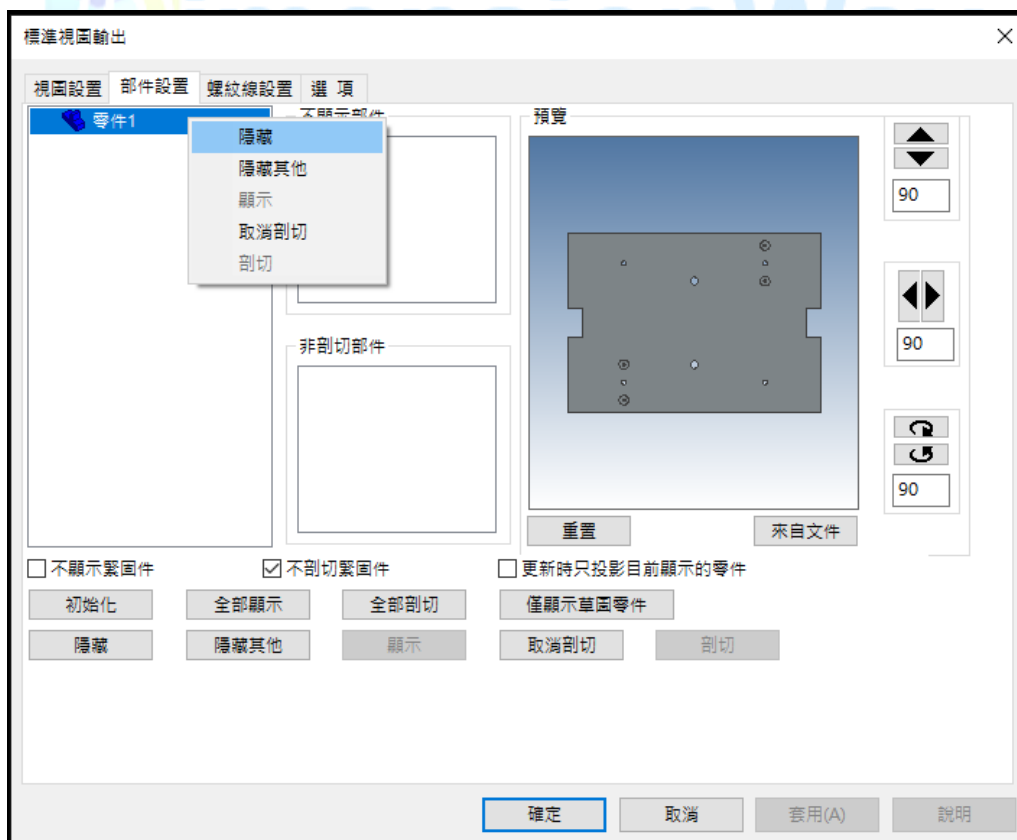 標準視圖輸出
視圖設置 部件設置 螺紋線設置 選 項
零件1
隱藏
隱藏其他
顯示
取消剖切
剖切
不顯示部件
非剖切部件
預覽
90
90
90
重置 來自文件
不顯示緊固件 不剖切緊固件 更新時只投影目前顯示的零件
初始化 全部顯示 全部剖切 僅顯示草圖零件
隱藏 隱藏其他 顯示 取消剖切 剖切
確定 取消 套用(A) 說明